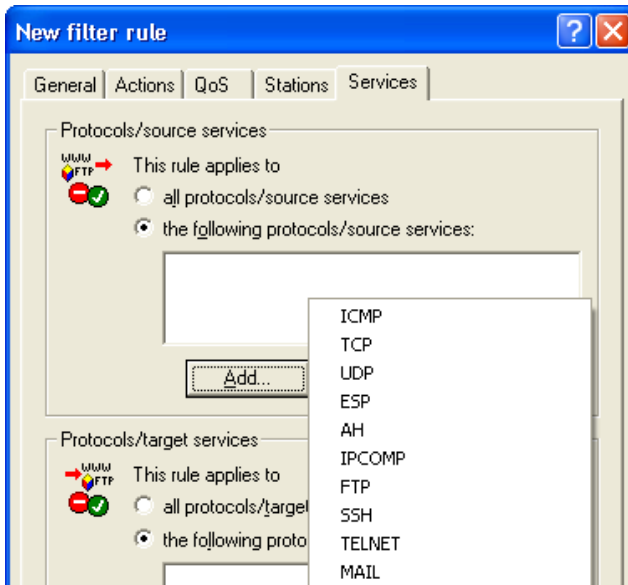 New filter rule
General Actions QoS Stations Services
Protocols/source services
WWW
FTP
This rule applies to
all protocols/source services
the following protocols/source services:
Add...
ICMP
TCP
UDP
ESP
AH
IPCOMP
FTP
SSH
TELNET
MAIL
Protocols/target services
WWW
FTP
This rule applies to
all protocols/target
the following proto